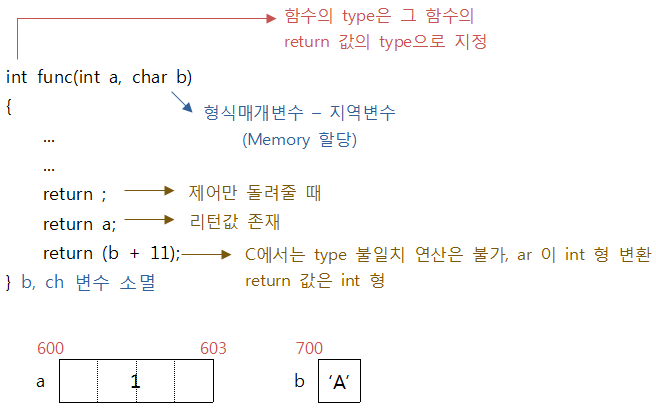 함수의 type은 그 함수의
return 값의 type으로 지정
int func(int a, char b)
{
형식매개변수 – 지역변수
(Memory 할당)
...
...
return ; 제어만 돌려줄 때
return a; 리턴값 존재
return (b + 11); C에서는 type 불일치 연산은 불가, ar 이 int 형 변환
return 값은 int 형
} b, ch 변수 소멸
600 603 700
a 1 b ‘A’